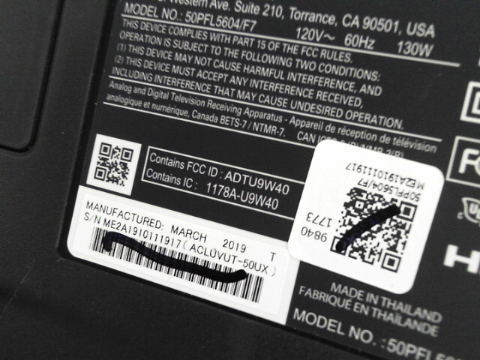 Western Ave. Suite 210, Torrance, CA 90501, USA
MODEL NO.: 50PFL5604/F7 120V~ 60Hz 130W
THIS DEVICE COMPLIES WITH PART 15 OF THE FCC RULES.
OPERATION IS SUBJECT TO THE FOLLOWING TWO CONDITIONS:
(1) THIS DEVICE MAY NOT CAUSE HARMFUL INTERFERENCE, AND
(2) THIS DEVICE MUST ACCEPT ANY INTERFERENCE RECEIVED,
INCLUDING INTERFERENCE THAT MAY CAUSE UNDESIRED OPERATION.
Analog and Digital Television Receiving Apparatus - Appareil de réception de télévision
analogique et numérique, Canada BETS-7 / NTMR-7. CAN
Contains FCC ID : ADTU9W40
Contains IC : 1178A-U9W40
MANUFACTURED: MARCH 2019 T
S/N ME2A1910111917 (ACLUVUT-50UX)
ME2A1910111917
50PFL5604/F7
9840
1773
MADE IN THAILAND
FABRIQUÉ EN THAÏLANDE
MODEL NO. : 50PFL56